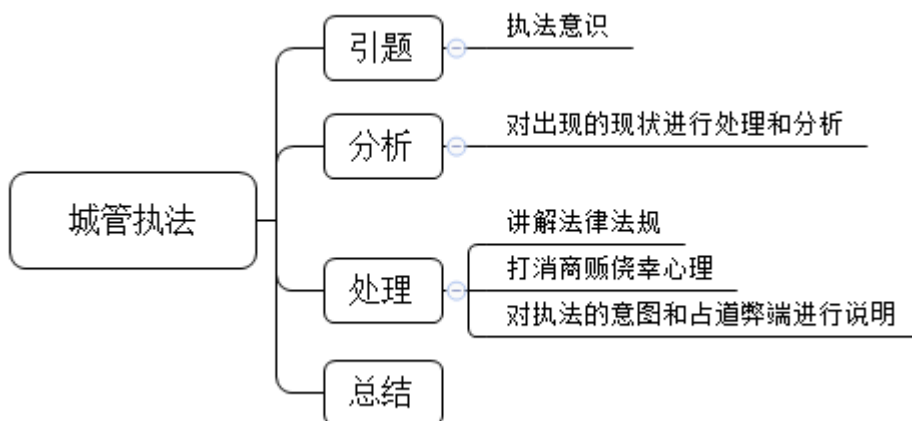 引题
执法意识
分析
对出现的现状进行处理和分析
城管执法
处理
讲解法律法规
打消商贩侥幸心理
对执法的意图和占道弊端进行说明
总结